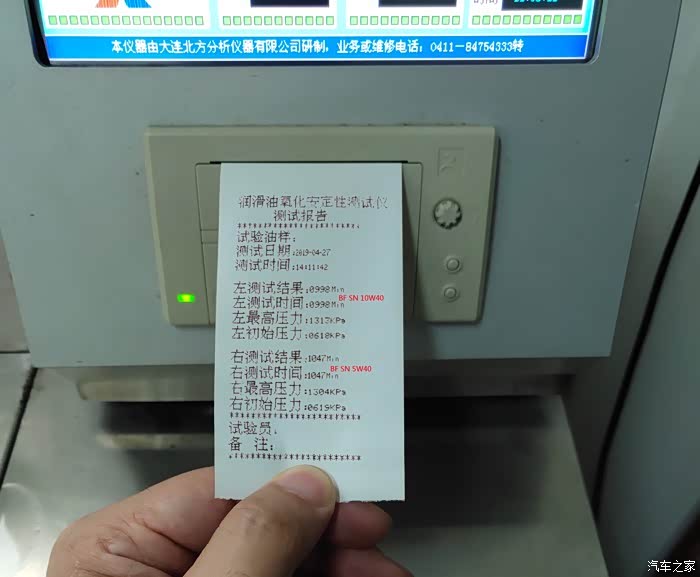 本仪器由大连北方分析仪器有限公司研制，业务或维修电话：0411—84754333转
润滑油氧化安定性测试仪
测试报告
试验油样：
测试日期：2019-04-27
测试时间：14:11:42
左测试结果：0998Min
左测试时间：0998Min BF SN 10W40
左最高压力：1313KPa
左初始压力：0618KPa
右测试结果：1047Min
右测试时间：1047Min BF SN 5W40
右最高压力：1304KPa
右初始压力：0619KPa
试验员：
备 注：
汽车之家